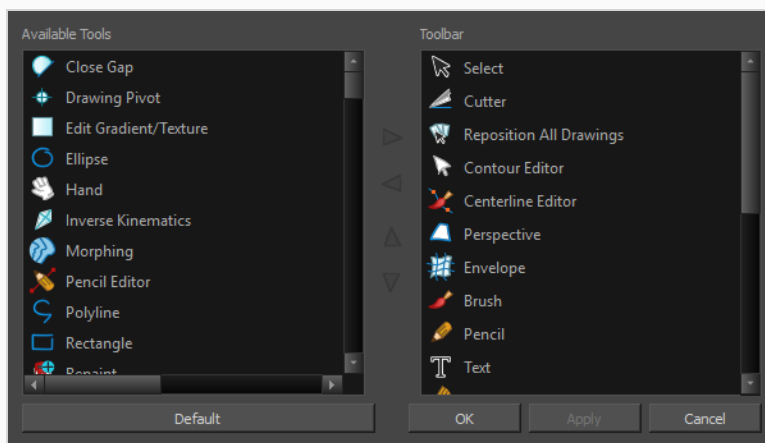 Available Tools
Close Gap
Drawing Pivot
Edit Gradient/Texture
Ellipse
Hand
Inverse Kinematics
Morphing
Pencil Editor
Polyline
Rectangle
Repaint
Default
Toolbar
Select
Cutter
Reposition All Drawings
Contour Editor
Centerline Editor
Perspective
Envelope
Brush
Pencil
Text
OK
Apply
Cancel